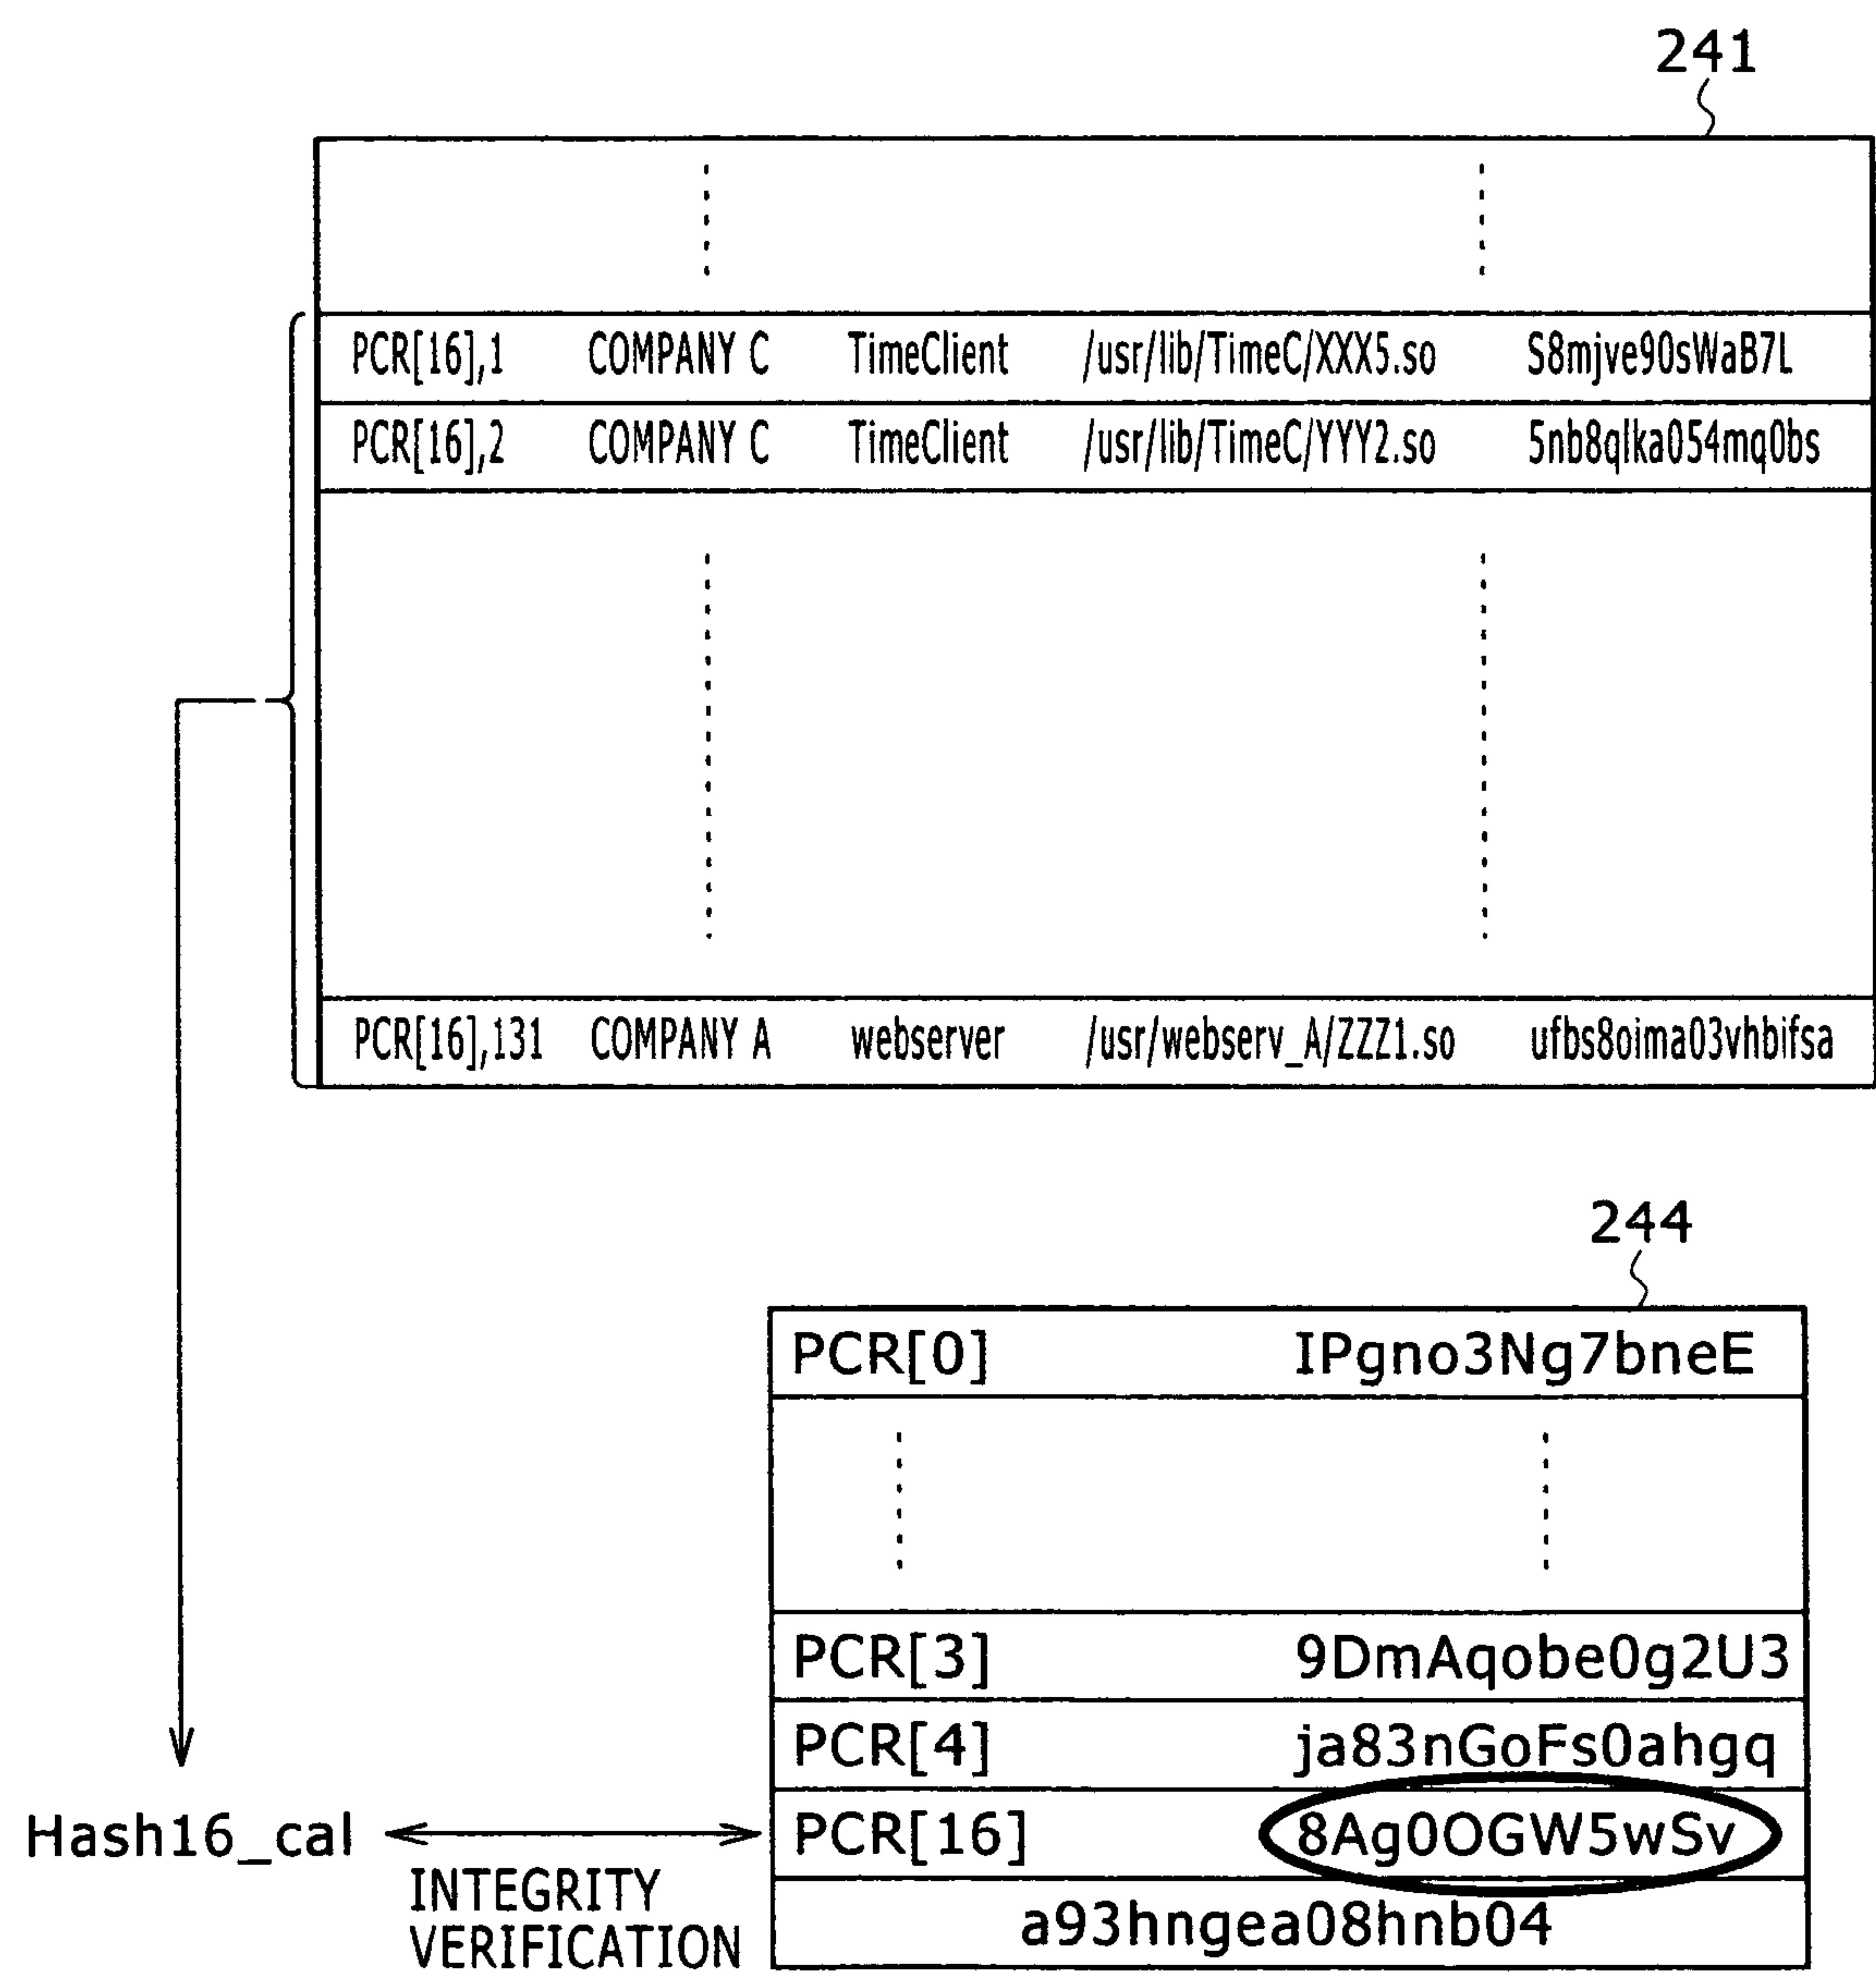 241
PCR[16],1 COMPANY C TimeClient /usr/lib/TimeC/XXX5.so S8mjve90sWaB7L
PCR[16],2 COMPANY C TimeClient /usr/lib/TimeC/YYY2.so 5nb8qlka054mq0bs
PCR[16],131 COMPANY A webserver /usr/webserv_A/ZZZ1.so ufbs8oima03vhbifsa
244
PCR[0] IPgno3Ng7bneE
PCR[3] 9DmAqobe0g2U3
PCR[4] ja83nGoFs0ahgq
Hash16_cal PCR[16] 8Ag0OGW5wSv
INTEGRITY
VERIFICATION
a93hngea08hnb04